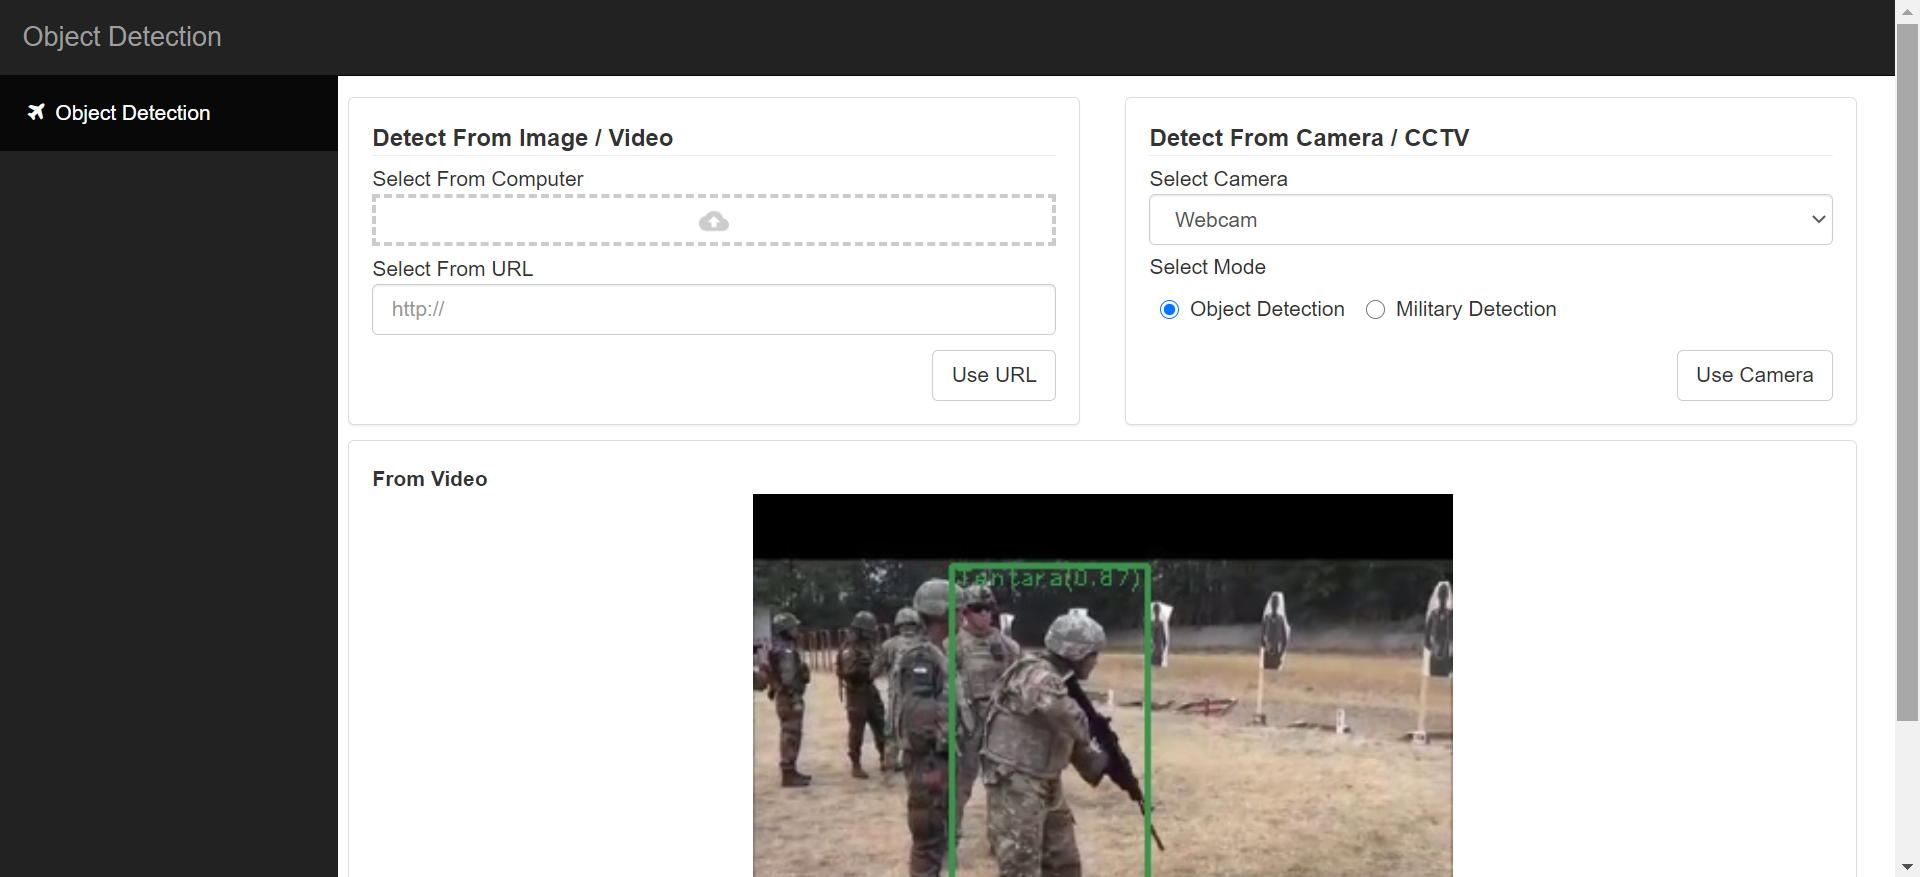 Object Detection
Object Detection
Detect From Image / Video
Select From Computer
Select From URL
http://
Use URL
Detect From Camera / CCTV
Select Camera
Webcam
Select Mode
Object Detection
Military Detection
Use Camera
From Video
Tentara(0.87)